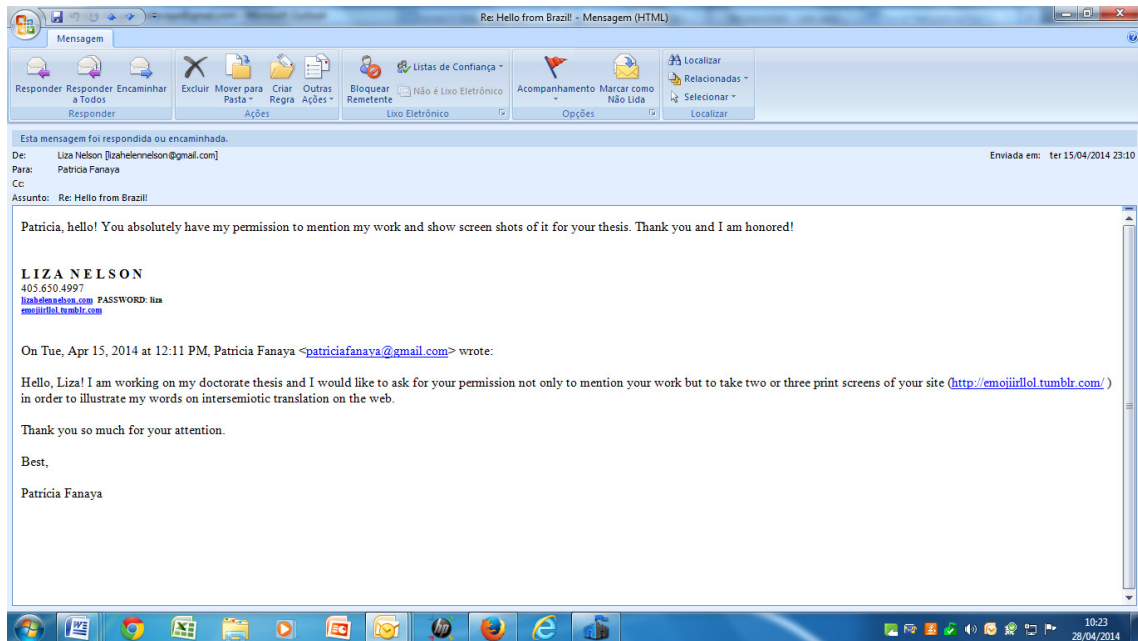 Re: Hello from Brazil! - Mensagem (HTML)
Mensagem
Responder Responder a Todos Encaminhar
Excluir Mover para Pasta Criar Regra Outras Ações
Bloquear Remetente Listas de Confiança Não é Lixo Eletrônico
Acompanhamento Marcar como Não Lida
Localizar Relacionadas Selecionar
Responder Ações Lixo Eletrônico Opções Localizar
Esta mensagem foi respondida ou encaminhada.
De: Liza Nelson [lizahelennelson@gmail.com] Enviada em: ter 15/04/2014 23:10
Para: Patricia Fanaya
Cc:
Assunto: Re: Hello from Brazil!
Patricia, hello! You absolutely have my permission to mention my work and show screen shots of it for your thesis. Thank you and I am honored!
LIZA NELSON
405.650.4997
lizahelennelson.com PASSWORD: liza
emojiirllol.tumblr.com
On Tue, Apr 15, 2014 at 12:11 PM, Patricia Fanaya <patriciafanaya@gmail.com> wrote:
Hello, Liza! I am working on my doctorate thesis and I would like to ask for your permission not only to mention your work but to take two or three print screens of your site (http://emojiirllol.tumblr.com/ )
in order to illustrate my words on intersemiotic translation on the web.
Thank you so much for your attention.
Best,
Patrícia Fanaya
10:23
28/04/2014